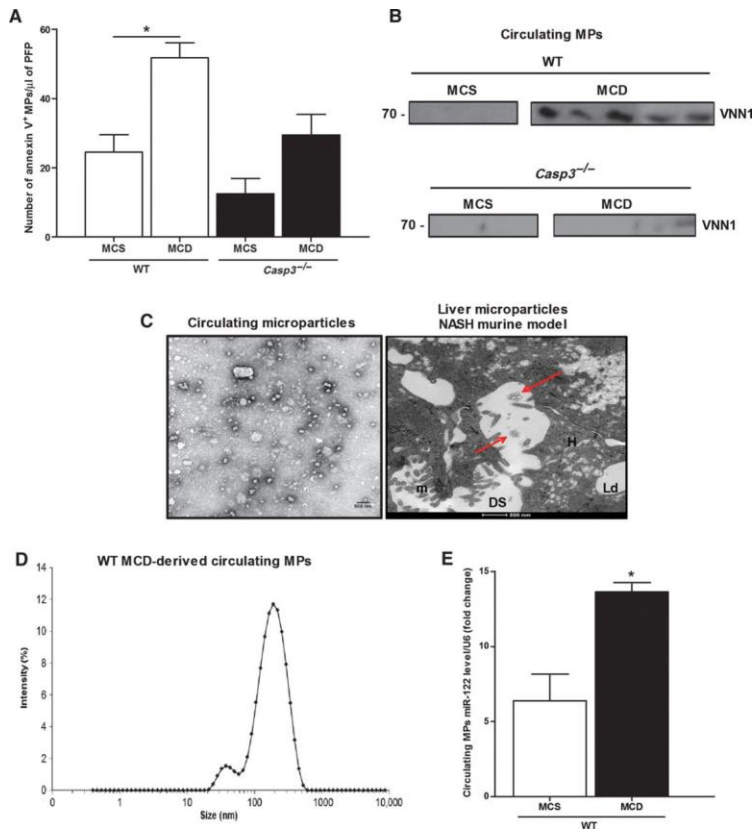 A
Number of annexin V⁺ MPs/μl of PFP
60
40
20
0
*
MCS
MCD
MCS
MCD
WT
Casp3⁻/⁻
B
Circulating MPs
WT
MCS
MCD
70 -
VNN1
Casp3⁻/⁻
MCS
MCD
70 -
VNN1
C
Circulating microparticles
Liver microparticles
NASH murine model
H
m
DS
Ld
500 nm
D
WT MCD-derived circulating MPs
Intensity (%)
14
12
10
8
6
4
2
0
0
1
10
100
1000
10,000
Size (nm)
E
Circulating MPs miR-122 level/U6 (fold change)
15
10
5
0
*
MCS
MCD
WT